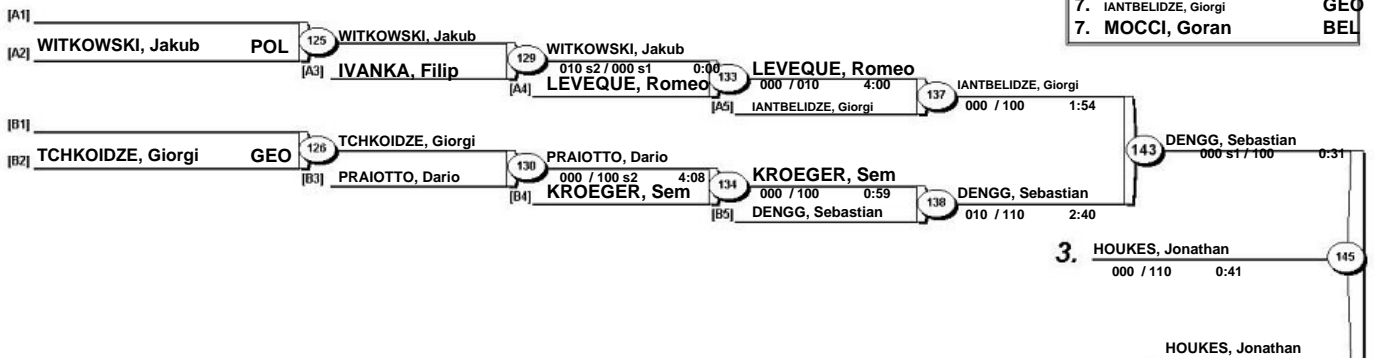 7. IANTBELIDZE, Giorgi GEO
7. MOCCI, Goran BEL
[A1]
[A2] WITKOWSKI, Jakub POL
125
WITKOWSKI, Jakub
[A3] IVANKA, Filip
129
WITKOWSKI, Jakub
010 s2 / 000 s1 0:00
[A4] LEVEQUE, Romeo
133
LEVEQUE, Romeo
000 / 010 4:00
[A5] IANTBELIDZE, Giorgi
137
IANTBELIDZE, Giorgi
000 / 100 1:54
[B1]
[B2] TCHKOIDZE, Giorgi GEO
126
TCHKOIDZE, Giorgi
[B3] PRAIOTTO, Dario
130
PRAIOTTO, Dario
000 / 100 s2 4:08
[B4] KROEGER, Sem
134
KROEGER, Sem
000 / 100 0:59
[B5] DENGG, Sebastian
138
DENGG, Sebastian
010 / 110 2:40
143
DENGG, Sebastian
000 s1 / 100 0:31
3. HOUKES, Jonathan
000 / 110 0:41
145
HOUKES, Jonathan